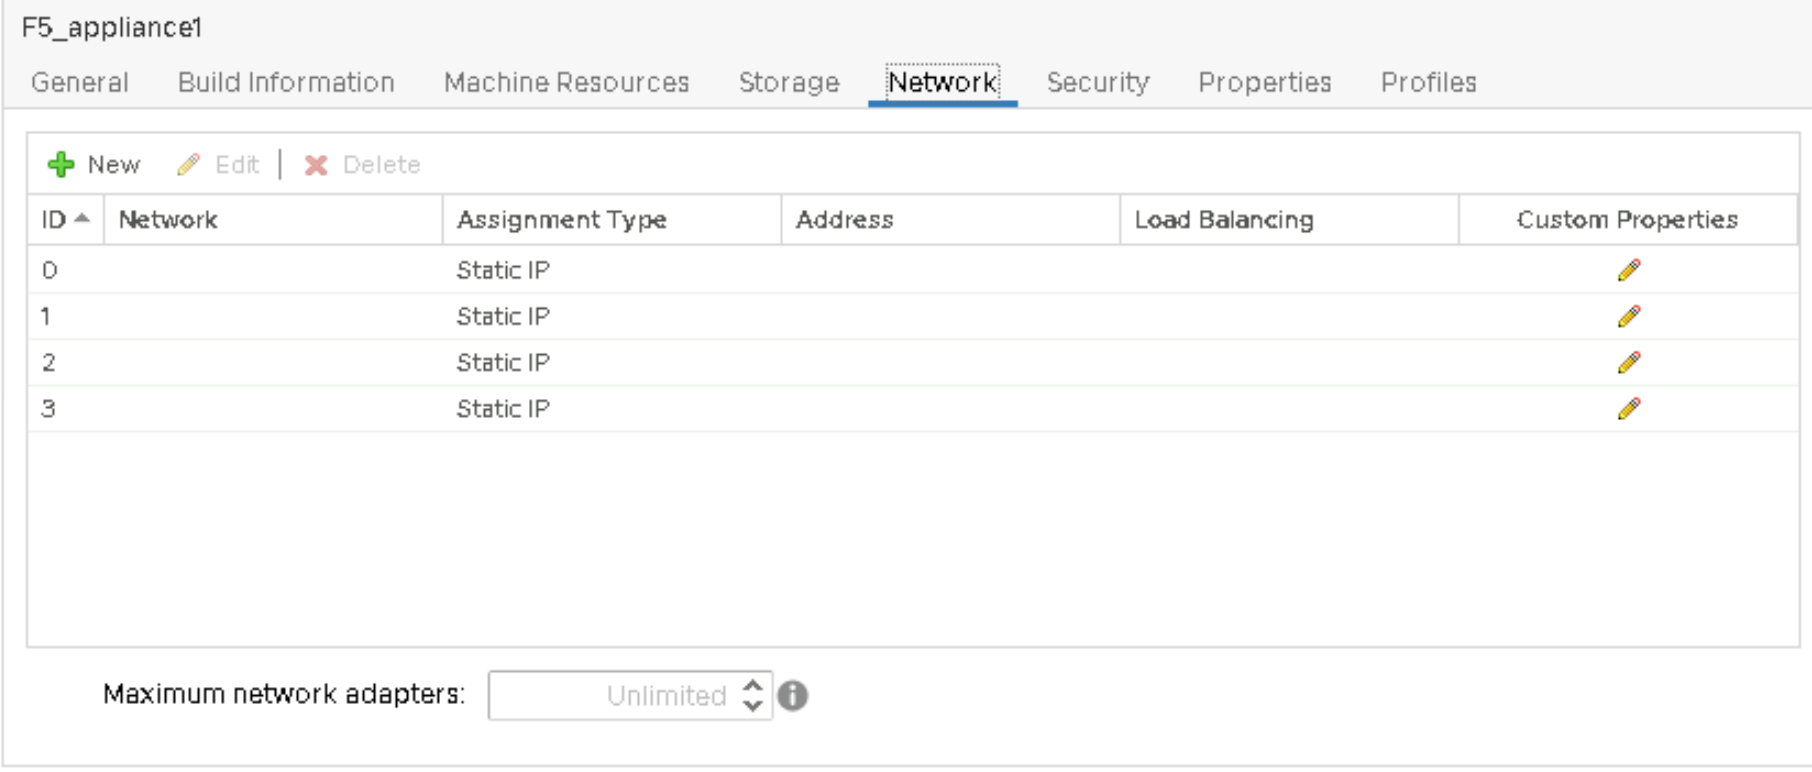 F5_appliance1
General Build Information Machine Resources Storage Network Security Properties Profiles
New Edit Delete
ID Network Assignment Type Address Load Balancing Custom Properties
0 Static IP
1 Static IP
2 Static IP
3 Static IP
Maximum network adapters: Unlimited